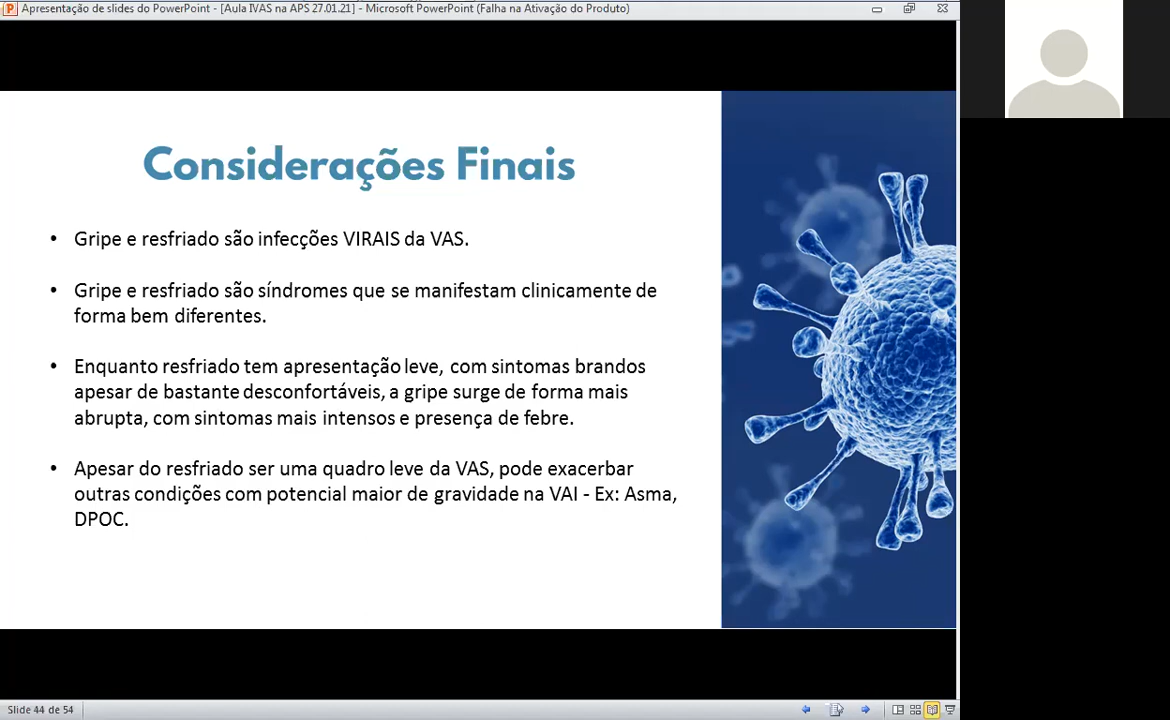 Apresentação de slides do PowerPoint - [Aula IVAS na APS 27.01.21] - Microsoft PowerPoint (Falha na Ativação do Produto)
Considerações Finais
• Gripe e resfriado são infecções VIRAIS da VAS.
• Gripe e resfriado são síndromes que se manifestam clinicamente de
forma bem diferentes.
• Enquanto resfriado tem apresentação leve, com sintomas brandos
apesar de bastante desconfortáveis, a gripe surge de forma mais
abrupta, com sintomas mais intensos e presença de febre.
• Apesar do resfriado ser uma quadro leve da VAS, pode exacerbar
outras condições com potencial maior de gravidade na VAI - Ex: Asma,
DPOC.
Slide 44 de 54